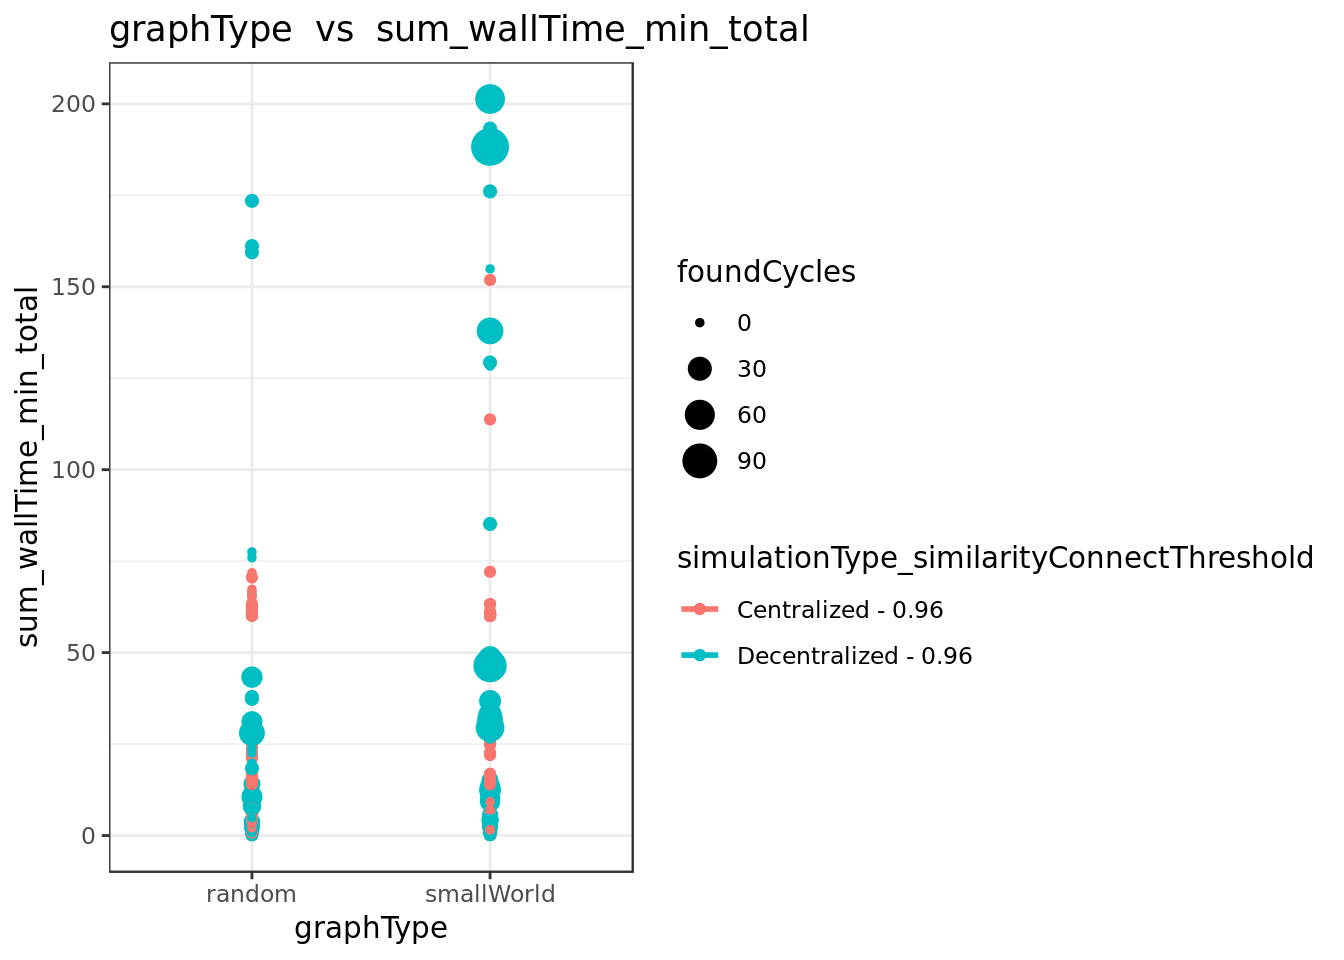 graphType vs sum_wallTime_min_total
sum_wallTime_min_total
200
150
100
50
0
random smallWorld
graphType
foundCycles
0
30
60
90
simulationType_similarityConnectThreshold
Centralized - 0.96
Decentralized - 0.96